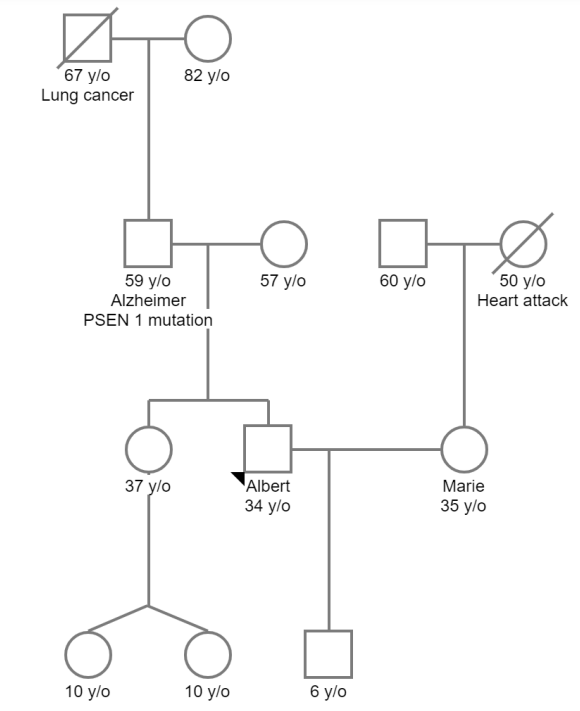 67 y/o
Lung cancer
82 y/o
59 y/o
Alzheimer
PSEN 1 mutation
57 y/o
60 y/o
50 y/o
Heart attack
37 y/o
Albert
34 y/o
Marie
35 y/o
10 y/o
10 y/o
6 y/o